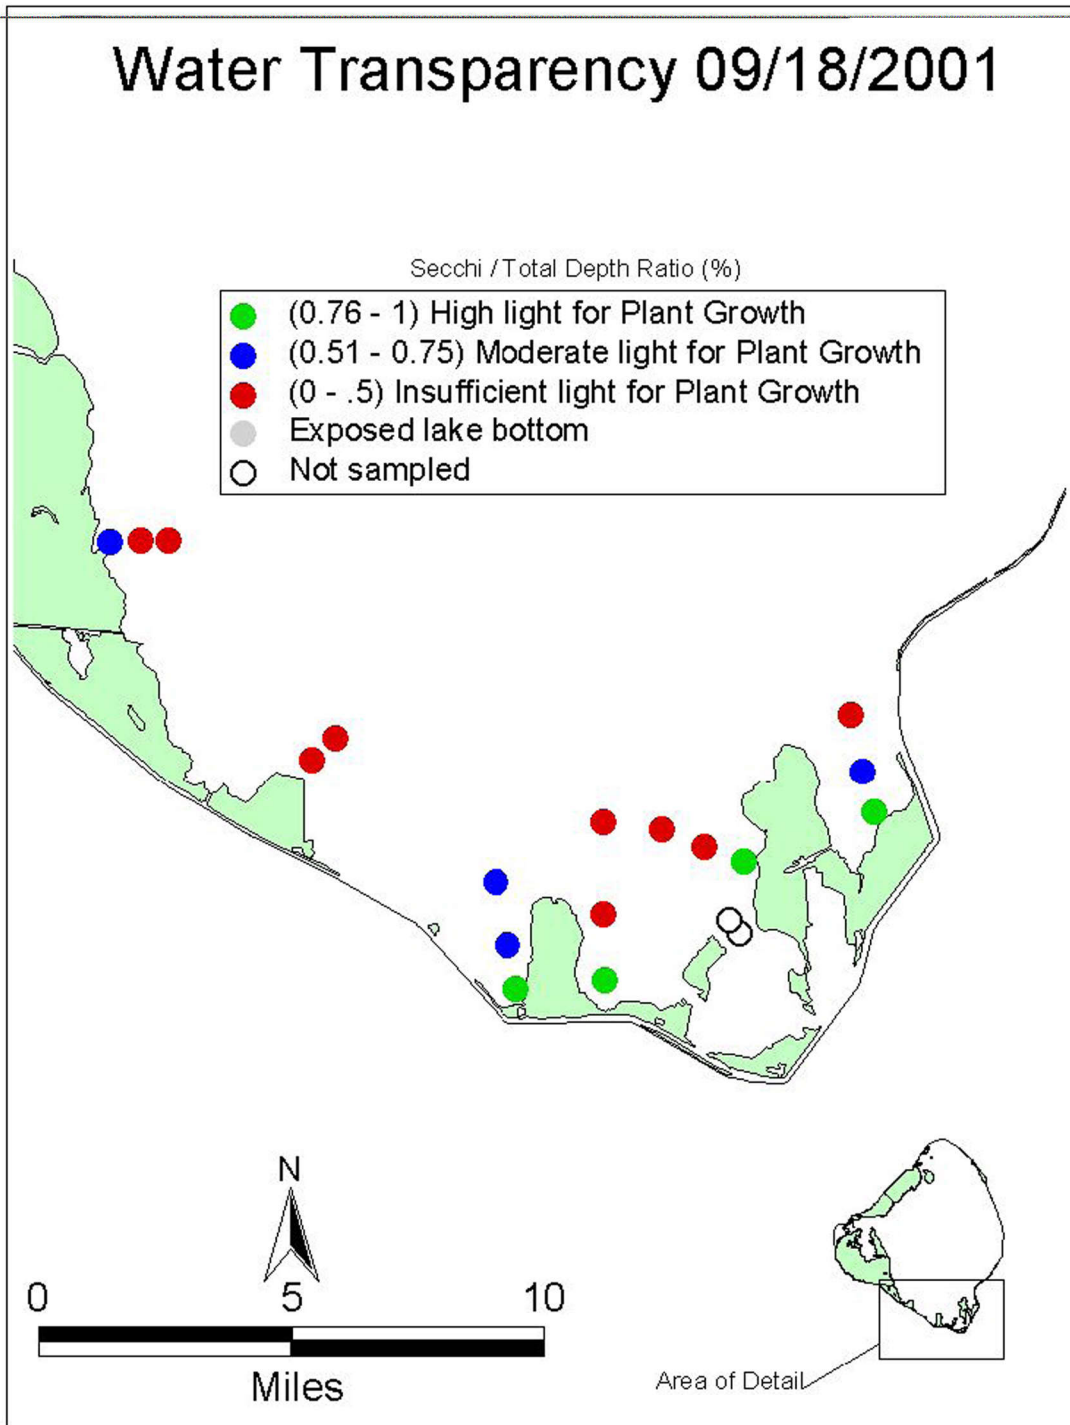 Water Transparency 09/18/2001
Secchi / Total Depth Ratio (%)
(0.76 - 1) High light for Plant Growth
(0.51 - 0.75) Moderate light for Plant Growth
(0 - .5) Insufficient light for Plant Growth
Exposed lake bottom
Not sampled
N
0 5 10
Miles
Area of Detail